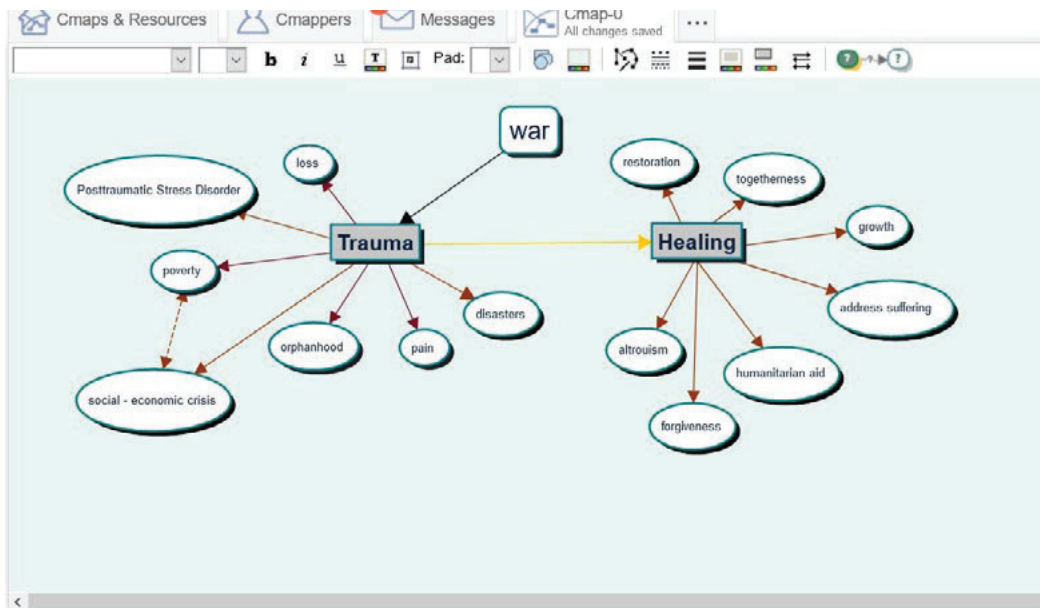 Cmaps & Resources
Cmappers
Messages
Cmap-0
All changes saved
...
b i u T Pad:
? -?- ?
war
loss
restoration
togetherness
Posttraumatic Stress Disorder
growth
Trauma
Healing
poverty
address suffering
disasters
orphanhood
pain
altrouism
humanitarian aid
social - economic crisis
forgiveness